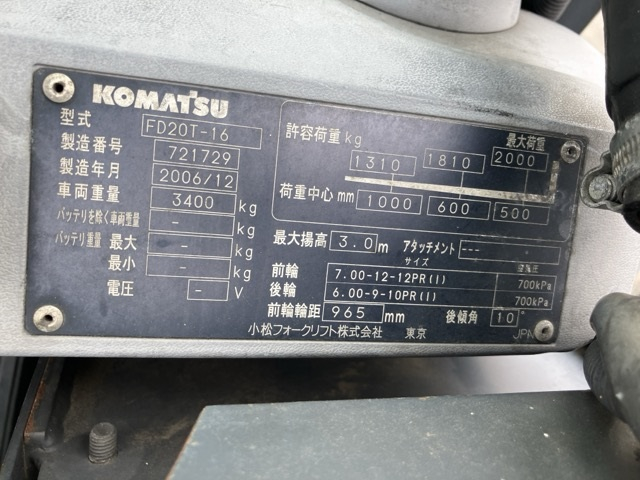 KOMATSU
型式 FD20T-16
製造番号 721729
製造年月 2006/12
車両重量 3400 kg
バッテリを除く車両重量 - kg
バッテリ重量 最大 - kg
最小 - kg
電圧 - V
許容荷重 kg 最大荷重
1310 1810 2000
荷重中心 mm 1000 600 500
最大揚高 3.0 m アタッチメント ---
サイズ
前輪 7.00-12-12PR(I) 700kPa
後輪 6.00-9-10PR(I) 700kPa
前輪輪距 965 mm 後傾角 10°
小松フォークリフト株式会社 東京